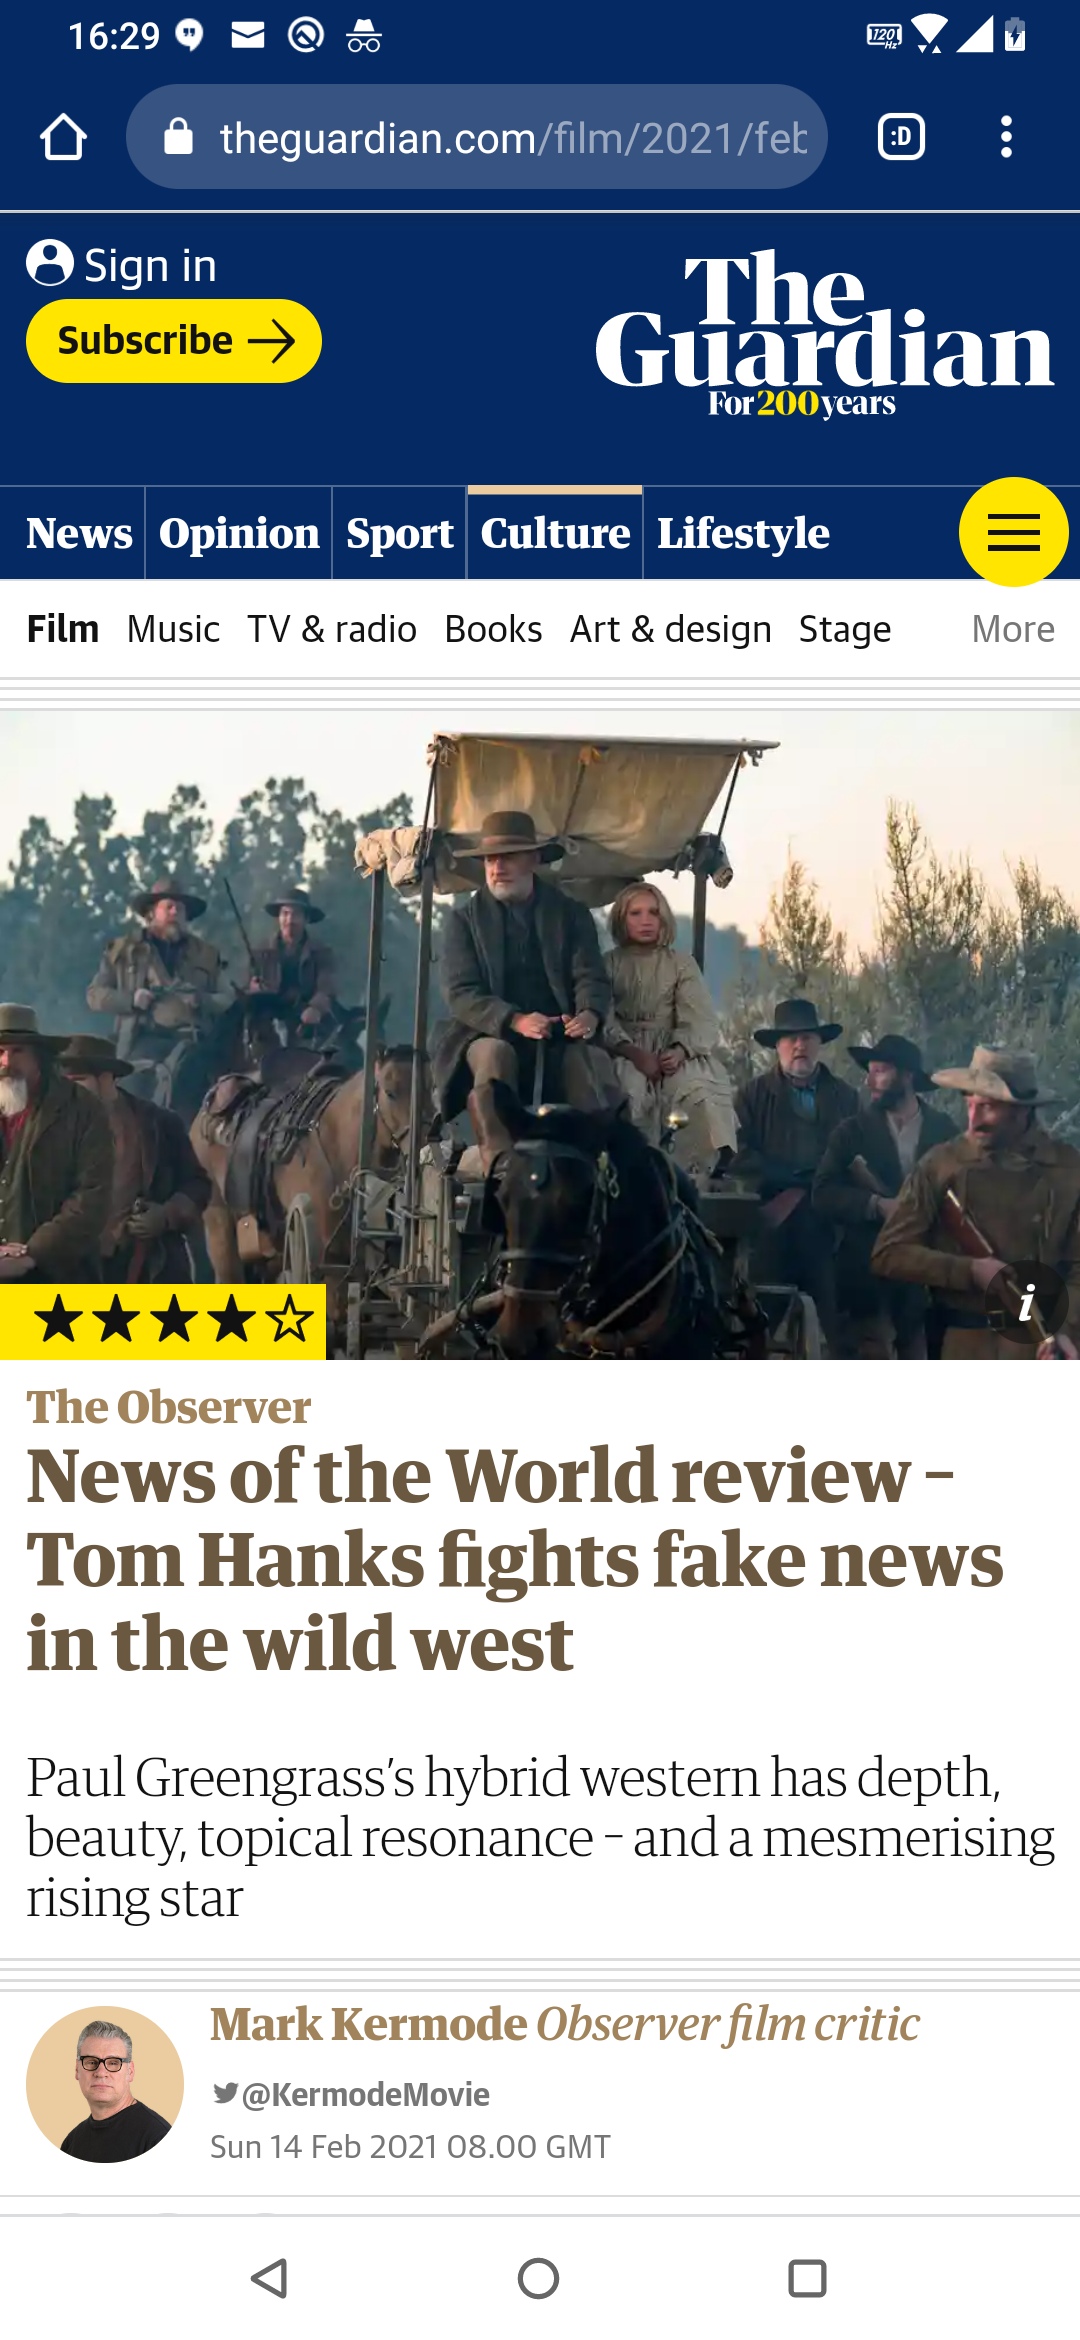 16:29
120
Hz
theguardian.com/film/2021/feb
:D
Sign in
Subscribe
The
Guardian
For 200 years
News Opinion Sport Culture Lifestyle
Film Music TV & radio Books Art & design Stage More
i
The Observer
News of the World review –
Tom Hanks fights fake news
in the wild west
Paul Greengrass’s hybrid western has depth,
beauty, topical resonance – and a mesmerising
rising star
Mark Kermode Observer film critic
@KermodeMovie
Sun 14 Feb 2021 08.00 GMT